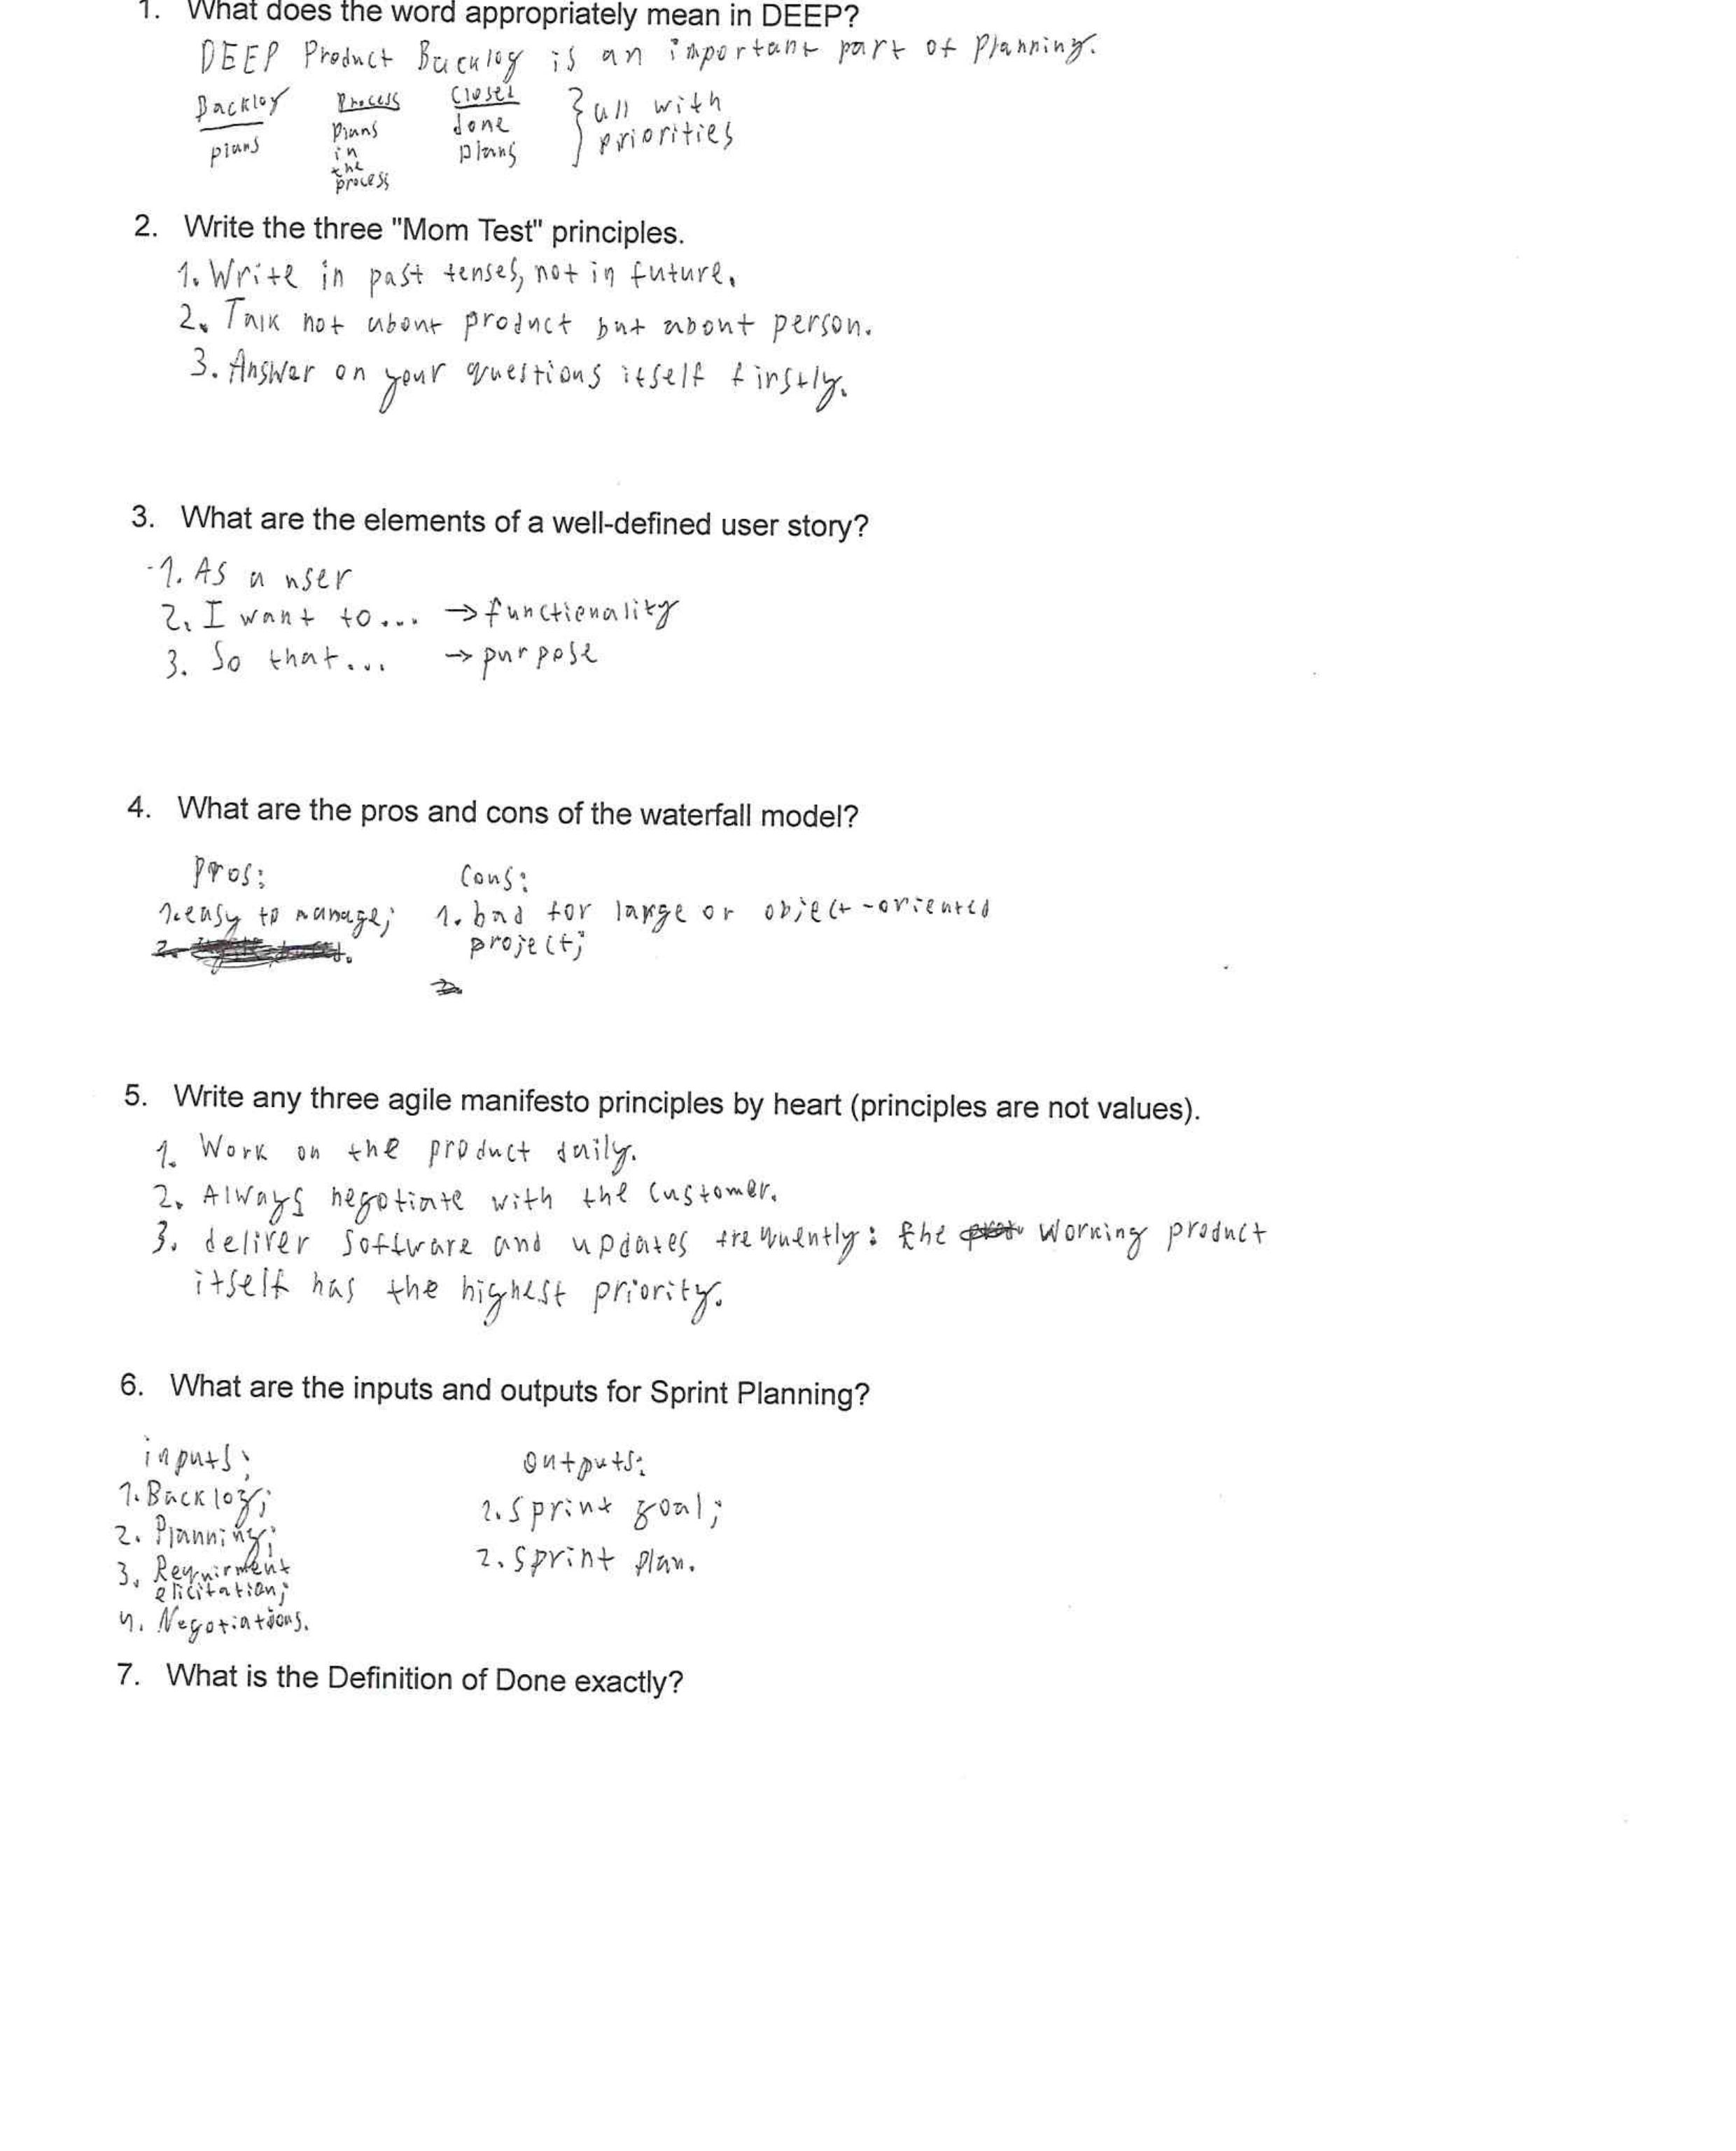 1. What does the word appropriately mean in DEEP?
DEEP Product Backlog is an important part of planning.
Backlog Process Closed } all with
plans plans done priorities
in plans
the
process
2. Write the three "Mom Test" principles.
1. Write in past tenses, not in future.
2. Talk not about product but about person.
3. Answer on your questions itself firstly.
3. What are the elements of a well-defined user story?
1. As a user
2. I want to... → functionality
3. So that... → purpose
4. What are the pros and cons of the waterfall model?
pros: cons:
1. easy to manage; 1. bad for large or object-oriented
2. project;
2.
5. Write any three agile manifesto principles by heart (principles are not values).
1. Work on the product daily.
2. Always negotiate with the customer.
3. deliver software and updates frequently: the working product
itself has the highest priority.
6. What are the inputs and outputs for Sprint Planning?
inputs: outputs:
1. Backlog; 1. Sprint goal;
2. Planning; 2. Sprint plan.
3. Requirment
elicitation;
4. Negotiations.
7. What is the Definition of Done exactly?